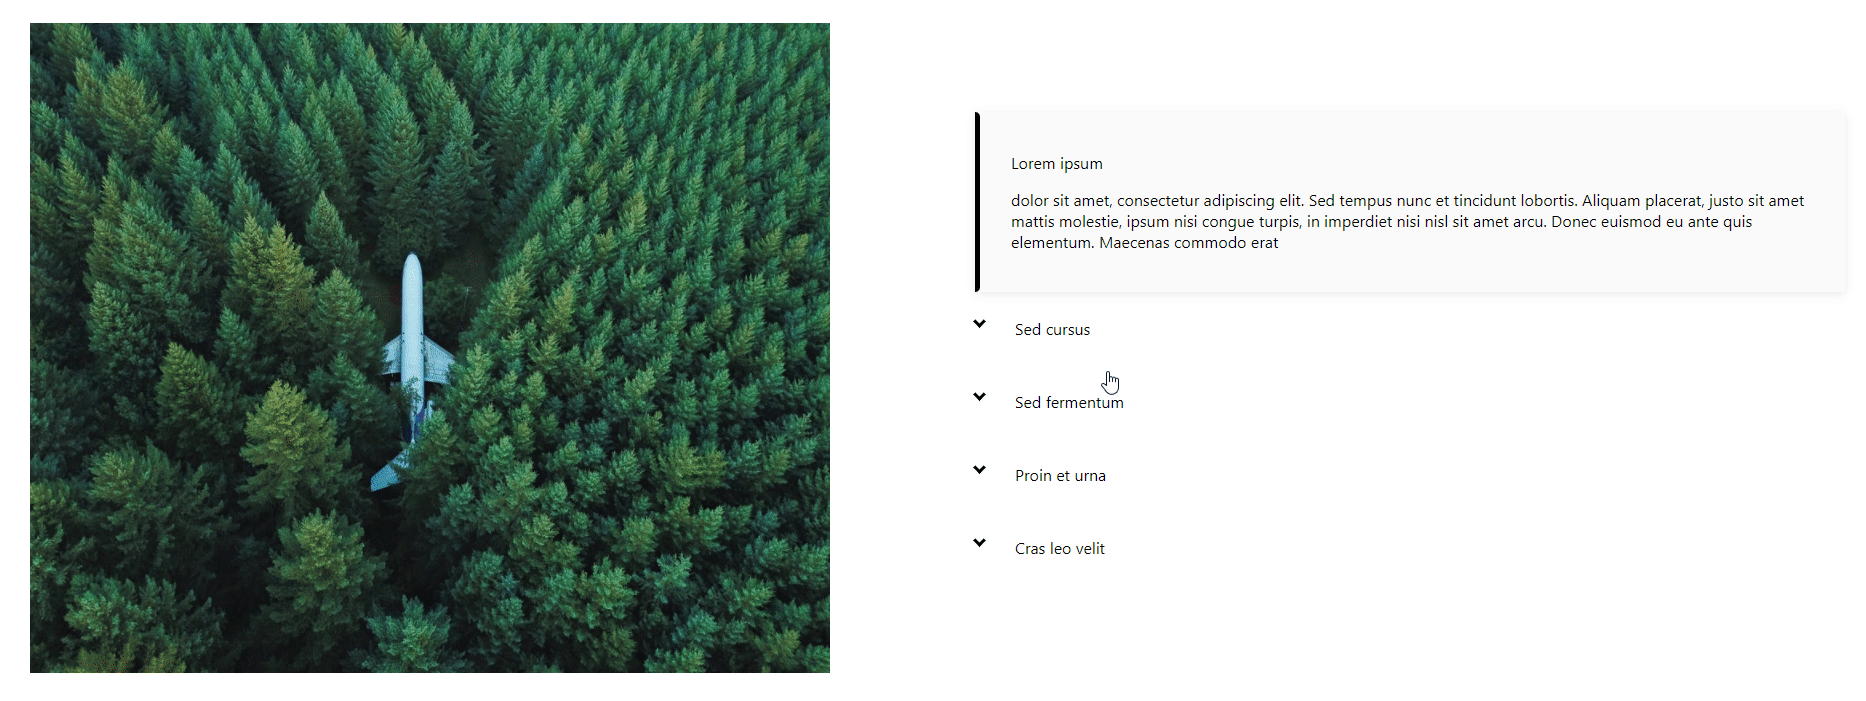 Lorem ipsum
dolor sit amet, consectetur adipiscing elit. Sed tempus nunc et tincidunt lobortis. Aliquam placerat, justo sit amet
mattis molestie, ipsum nisi congue turpis, in imperdiet nisi nisl sit amet arcu. Donec euismod eu ante quis
elementum. Maecenas commodo erat
Sed cursus
Sed fermentum
Proin et urna
Cras leo velit